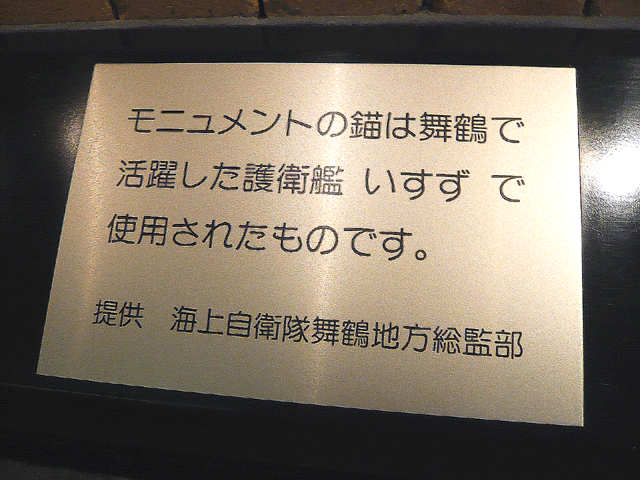 モニュメントの錨は舞鶴で
活躍した護衛艦 いすず で
使用されたものです。
提供 海上自衛隊舞鶴地方総監部